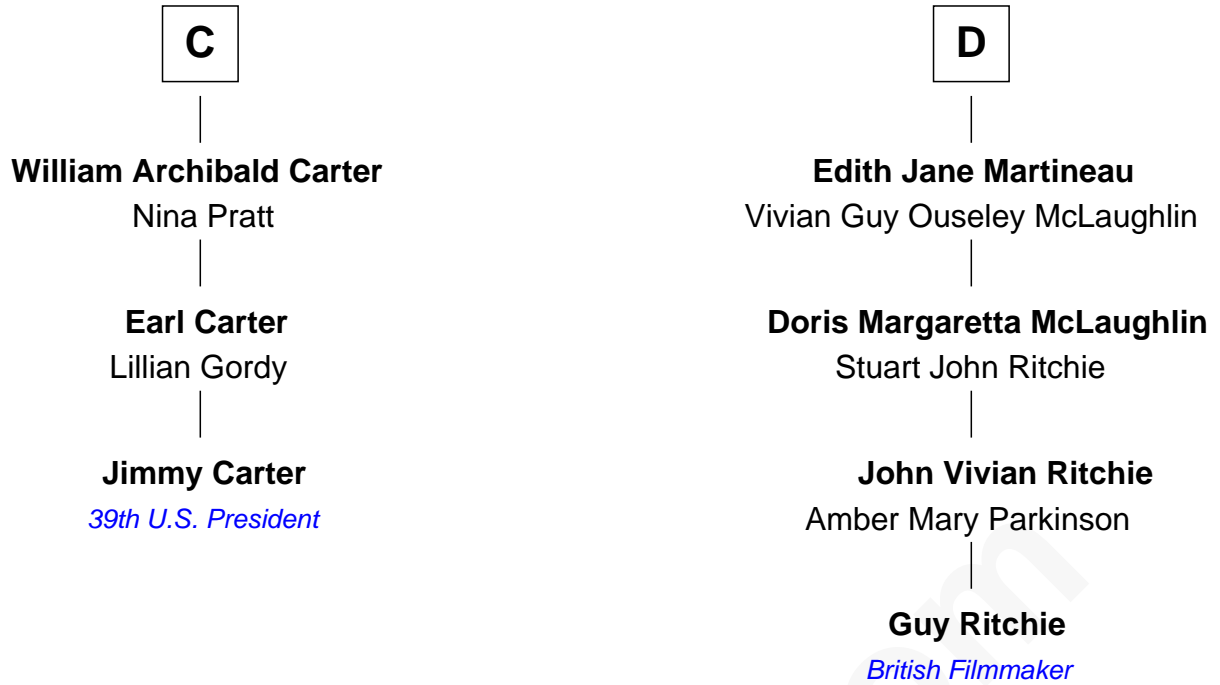 C
William Archibald Carter
Nina Pratt
Earl Carter
Lillian Gordy
Jimmy Carter
39th U.S. President
D
Edith Jane Martineau
Vivian Guy Ouseley McLaughlin
Doris Margaretta McLaughlin
Stuart John Ritchie
John Vivian Ritchie
Amber Mary Parkinson
Guy Ritchie
British Filmmaker
om